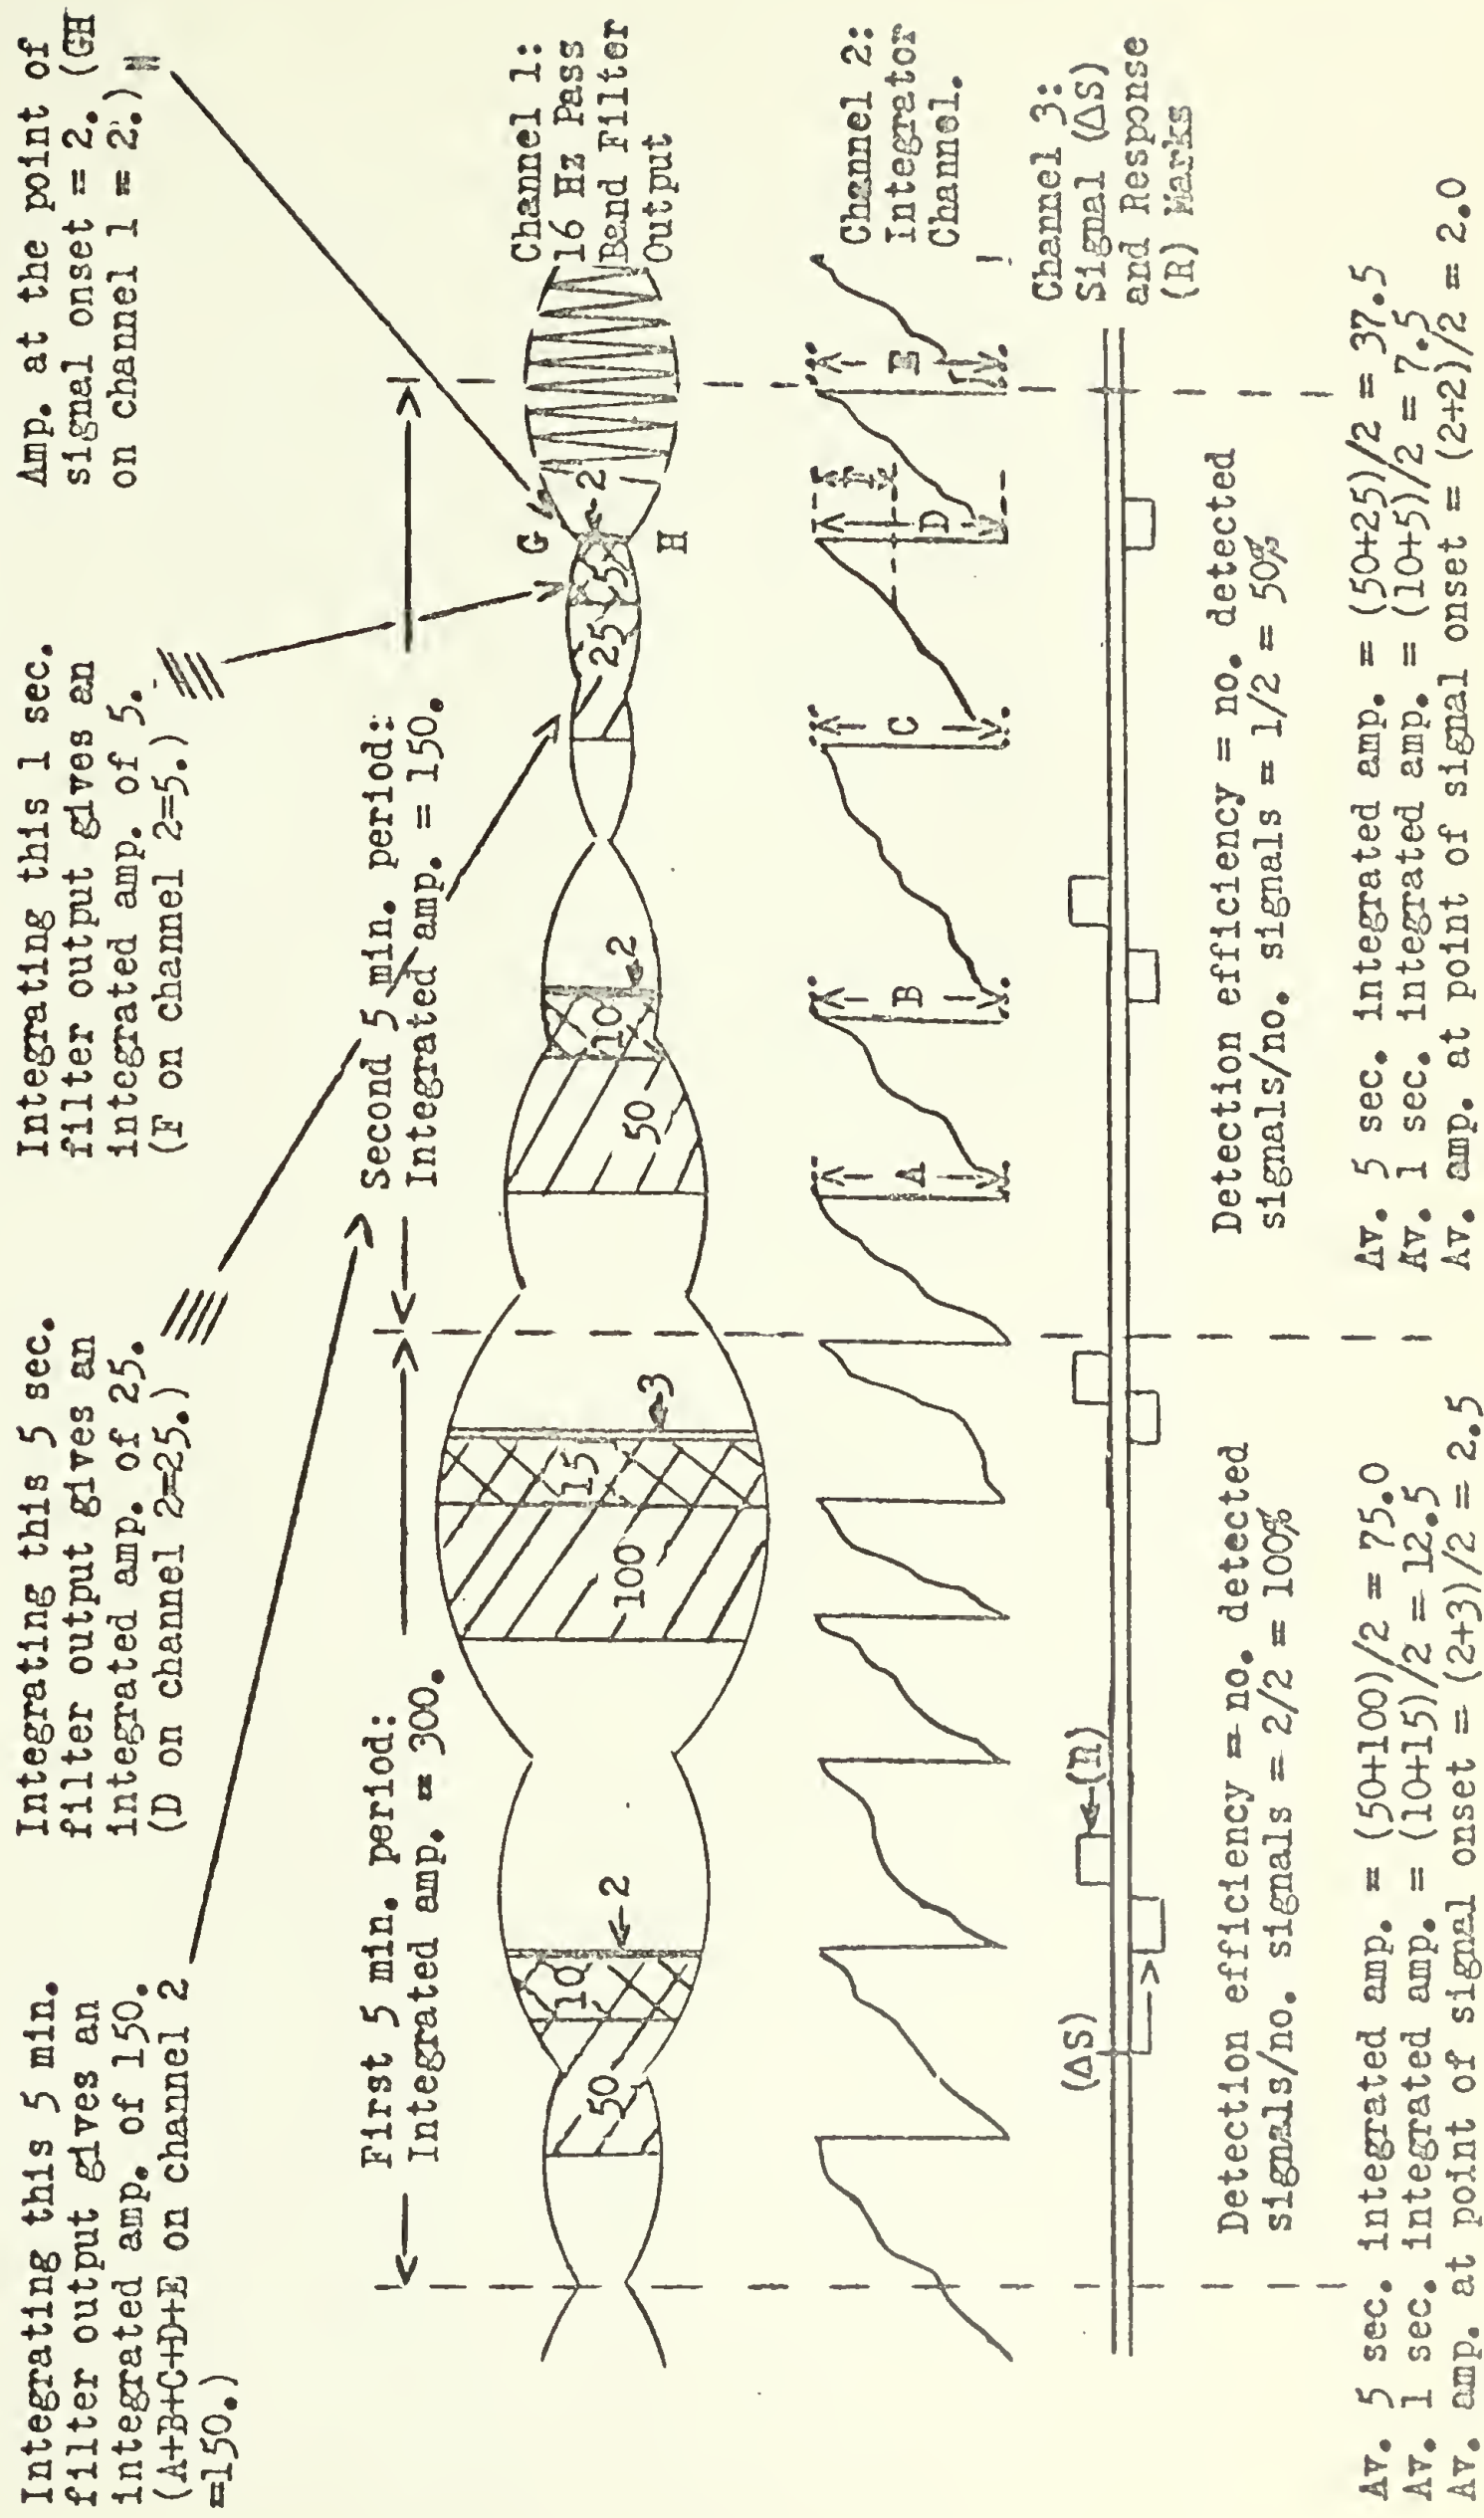 Integrating this 5 min.
filter output gives an
integrated amp. of 150.
(A+B+C+D+E on channel 2
=150.)
Integrating this 5 sec.
filter output gives an
integrated amp. of 25.
(D on channel 2=25.)
Integrating this 1 sec.
filter output gives an
integrated amp. of 5.
(F on channel 2=5.)
Amp. at the point of
signal onset = 2. (GH
on channel 1 = 2.)
First 5 min. period:
Integrated amp. = 300.
Second 5 min. period:
Integrated amp. = 150.
50
10
2
100
15
3
50
10
2
25
5
2
G
H
Channel 1:
16 Hz Pass
Band Filter
Output
A
B
C
D
F
E
Channel 2:
Integrator
Channel.
(ΔS)
(R)
Channel 3:
Signal (ΔS)
and Response
(R) Marks
Detection efficiency = no. detected
signals/no. signals = 2/2 = 100%
Detection efficiency = no. detected
signals/no. signals = 1/2 = 50%
Av. 5 sec. integrated amp. = (50+100)/2 = 75.0
Av. 1 sec. integrated amp. = (10+15)/2 = 12.5
Av. amp. at point of signal onset = (2+3)/2 = 2.5
Av. 5 sec. integrated amp. = (50+25)/2 = 37.5
Av. 1 sec. integrated amp. = (10+5)/2 = 7.5
Av. amp. at point of signal onset = (2+2)/2 = 2.0